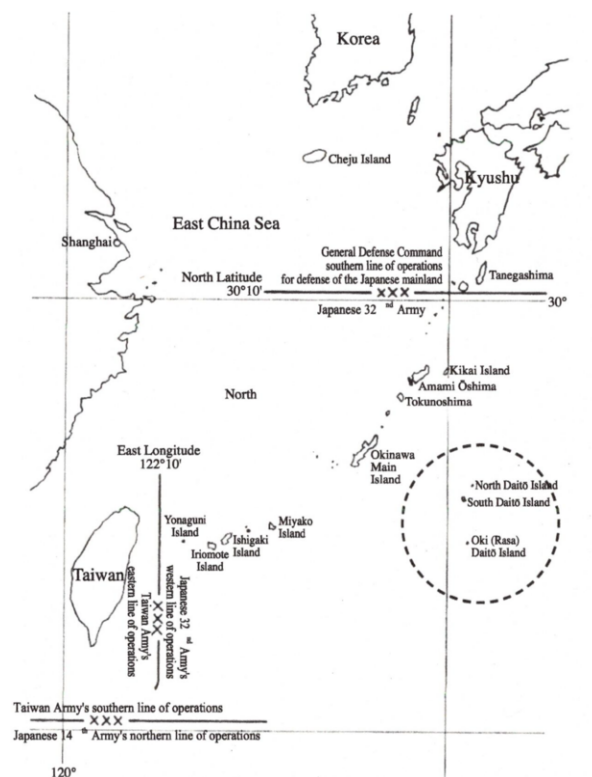 Korea
Cheju Island
Kyushu
East China Sea
Shanghai
General Defense Command
southern line of operations
for defense of the Japanese mainland
Tanegashima
North Latitude
30°10'
XXX
30°
Japanese 32nd Army
Kikai Island
Amami Ōshima
Tokunoshima
North
Okinawa
Main
Island
East Longitude
122°10'
North Daitō Island
South Daitō Island
Oki (Rasa)
Daitō Island
Yonaguni
Island
Miyako
Island
Ishigaki
Island
Iriomote
Island
Taiwan
Taiwan Army's
eastern line of operations
XXX
Japanese 32nd Army's
western line of operations
Taiwan Army's southern line of operations
XXX
Japanese 14th Army's northern line of operations
120°